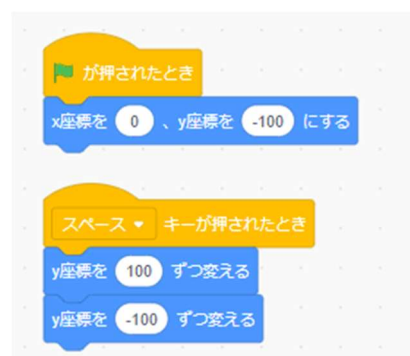 が押されたとき
x座標を 0 、y座標を -100 にする
スペース キーが押されたとき
y座標を 100 ずつ変える
y座標を -100 ずつ変える